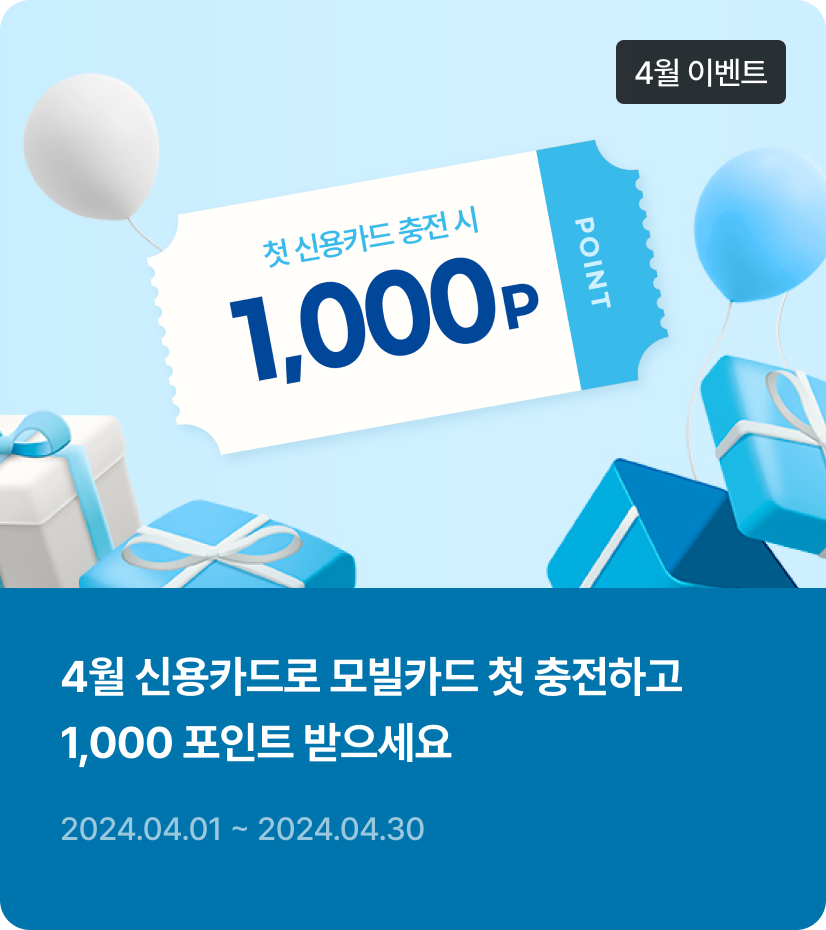 4월 이벤트
첫 신용카드 충전 시
1,000P
POINT
4월 신용카드로 모빌카드 첫 충전하고
1,000 포인트 받으세요
2024.04.01 ~ 2024.04.30